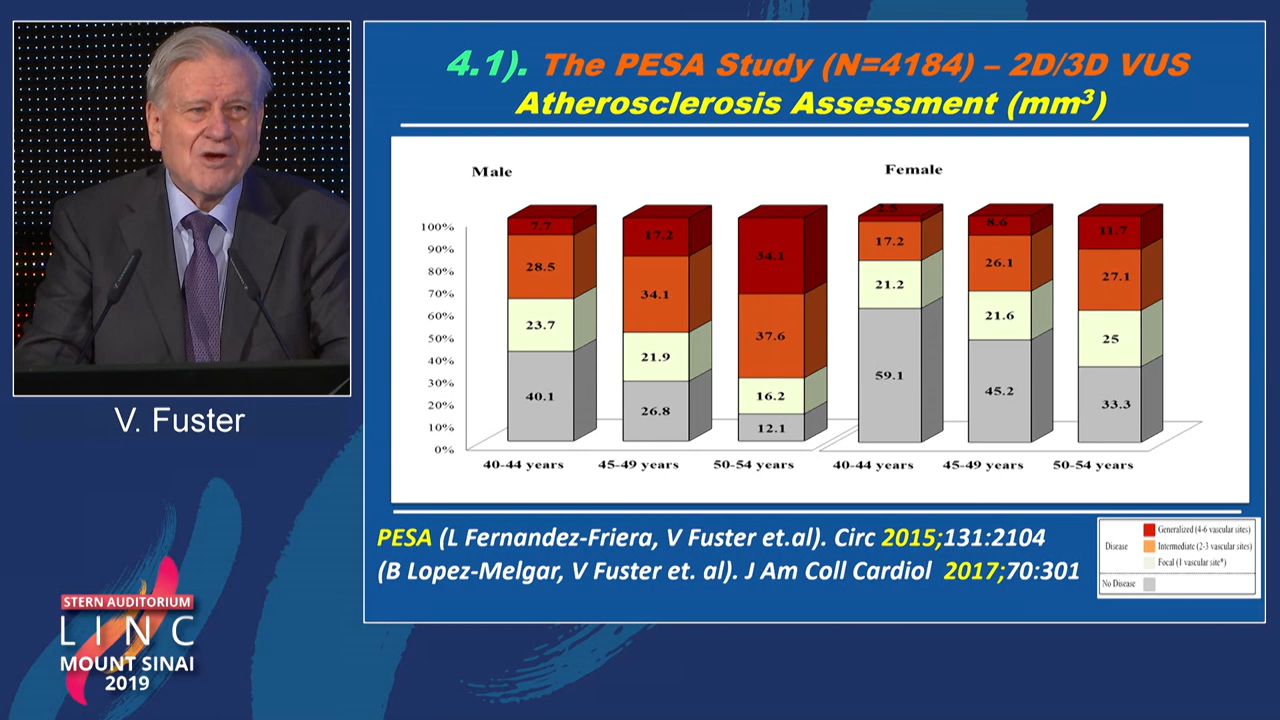 4.1). The PESA Study (N=4184) – 2D/3D VUS
Atherosclerosis Assessment (mm³)
Male
Female
100%
90%
80%
70%
60%
50%
40%
30%
20%
10%
0%
7.7
28.5
23.7
40.1
17.2
34.1
21.9
26.8
34.1
37.6
16.2
12.1
2.5
17.2
21.2
59.1
8.6
26.1
21.6
45.2
11.7
27.1
25
33.3
40-44 years
45-49 years
50-54 years
40-44 years
45-49 years
50-54 years
PESA (L Fernandez-Friera, V Fuster et.al). Circ 2015;131:2104
(B Lopez-Melgar, V Fuster et. al). J Am Coll Cardiol 2017;70:301
Disease
Generalized (4-6 vascular sites)
Intermediate (2-3 vascular sites)
Focal (1 vascular site*)
No Disease
V. Fuster
STERN AUDITORIUM
LINC
MOUNT SINAI
2019